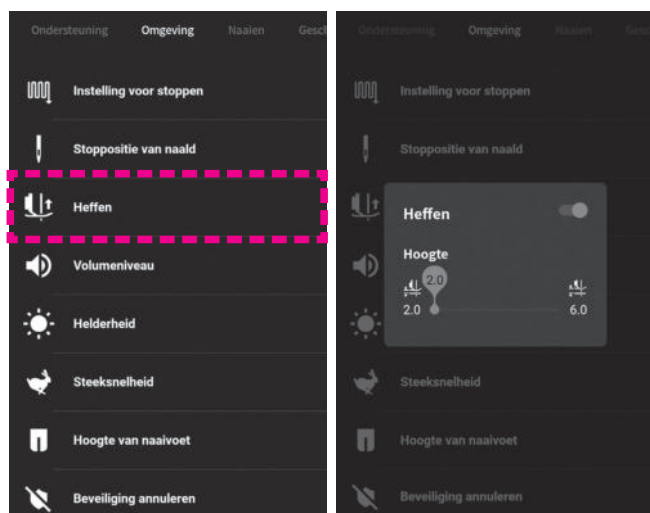 Ondersteuning Omgeving Naaien Gescl
Instelling voor stoppen
Stoppositie van naald
Heffen
Volumeniveau
Helderheid
Steeksnelheid
Hoogte van naaivoet
Beveiliging annuleren
Ondersteuning Omgeving Naaien Gesc
Instelling voor stoppen
Stoppositie van naald
Heffen
Hoogte
2.0
2.0 6.0
Steeksnelheid
Hoogte van naaivoet
Beveiliging annuleren